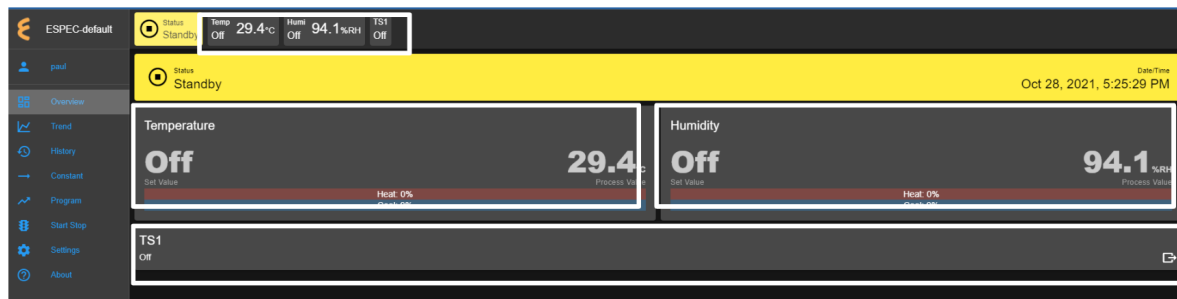 ESPEC-default
Status
Standby
Temp
Off
29.4°C
Humi
Off
94.1%RH
TS1
Off
paul
Status
Standby
Date/Time
Oct 28, 2021, 5:25:29 PM
Overview
Trend
History
Constant
Program
Start Stop
Settings
About
Temperature
Off
29.4
Set Value
Process Value
Heat: 0%
Humidity
Off
94.1 %RH
Set Value
Process Value
Heat: 0%
TS1
Off